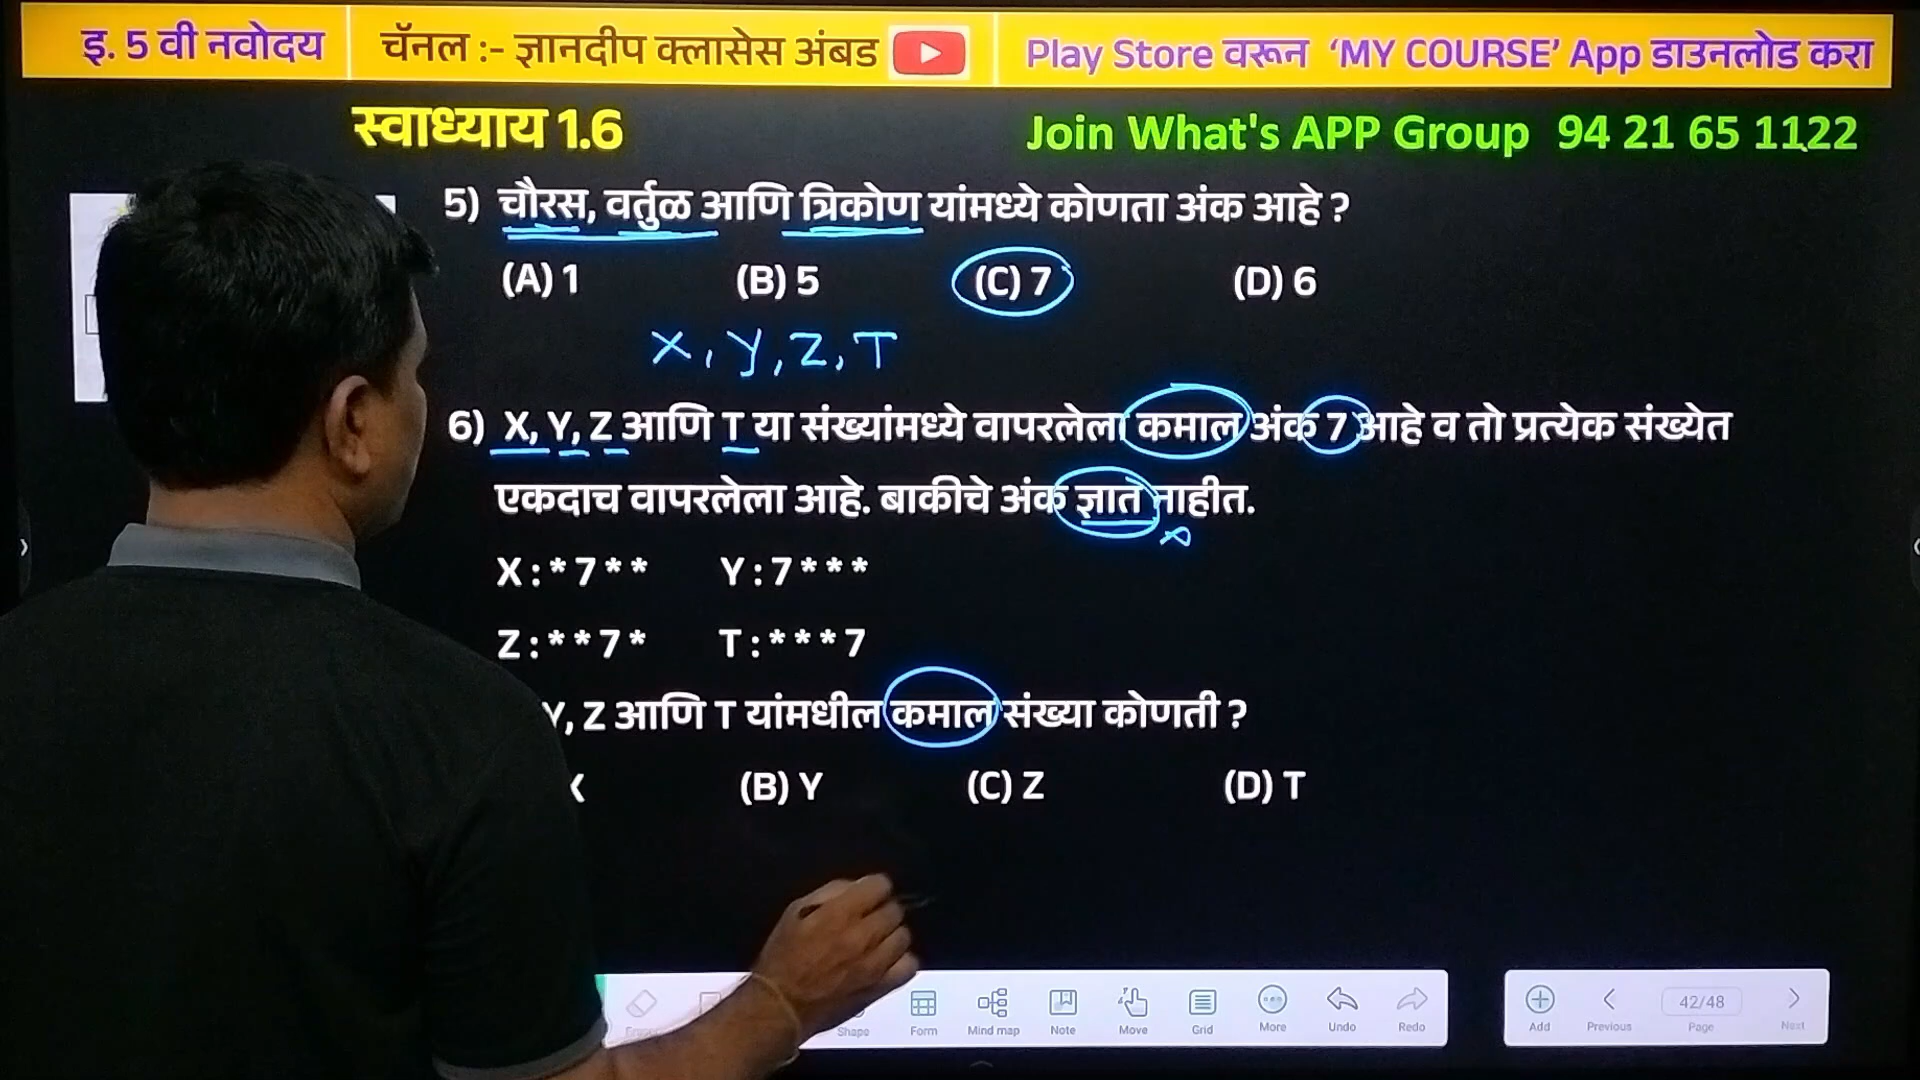 इ. 5 वी नवोदय
चॅनल :- ज्ञानदीप क्लासेस अंबड
Play Store वरून ‘MY COURSE’ App डाउनलोड करा
स्वाध्याय 1.6
Join What's APP Group 94 21 65 1122
5) चौरस, वर्तुळ आणि त्रिकोण यांमध्ये कोणता अंक आहे ?
(A) 1 (B) 5 (C) 7 (D) 6
X, Y, Z, T
6) X, Y, Z आणि T या संख्यांमध्ये वापरलेला कमाल अंक 7 आहे व तो प्रत्येक संख्येत
एकदाच वापरलेला आहे. बाकीचे अंक ज्ञात नाहीत.
X : * 7 * * Y : 7 * * *
Z : * * 7 * T : * * * 7
Y, Z आणि T यांमधील कमाल संख्या कोणती ?
(B) Y (C) Z (D) T
Shape Form Mind map Note Move Grid More Undo Redo
Add Previous 42/48 Page Next